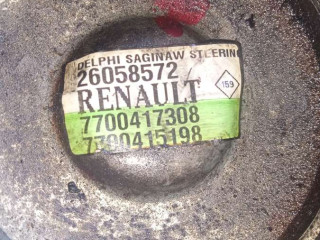 DELPHI SAGINAW STEERING
26058572
159
RENAULT
7700417308
7700415198